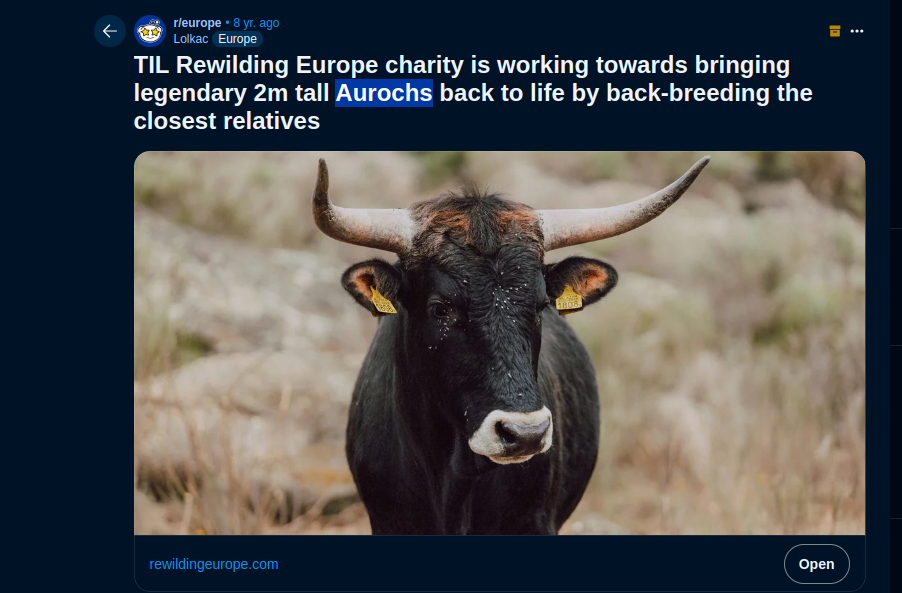 r/europe • 8 yr. ago
Lolkac Europe
TIL Rewilding Europe charity is working towards bringing
legendary 2m tall Aurochs back to life by back-breeding the
closest relatives
rewildingeurope.com
Open